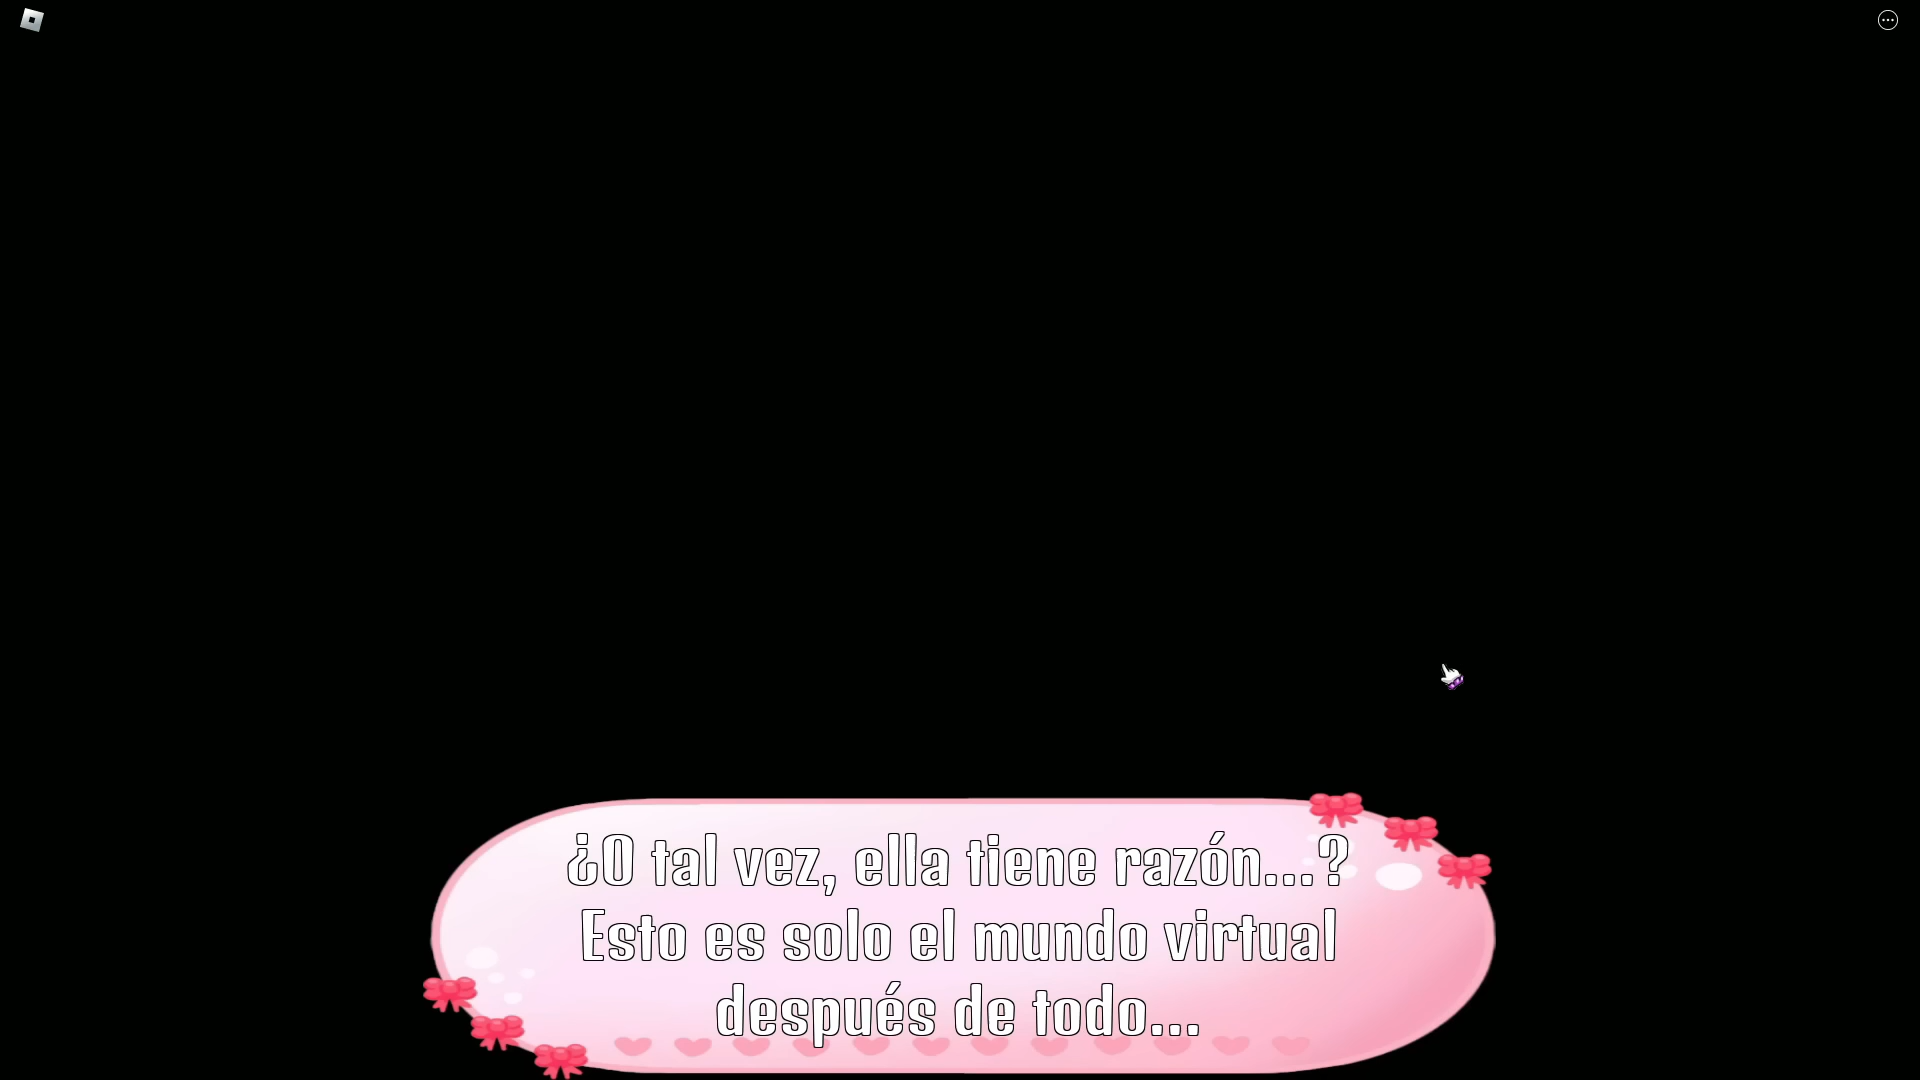 ¿O tal vez, ella tiene razón...?
Esto es solo el mundo virtual
después de todo...